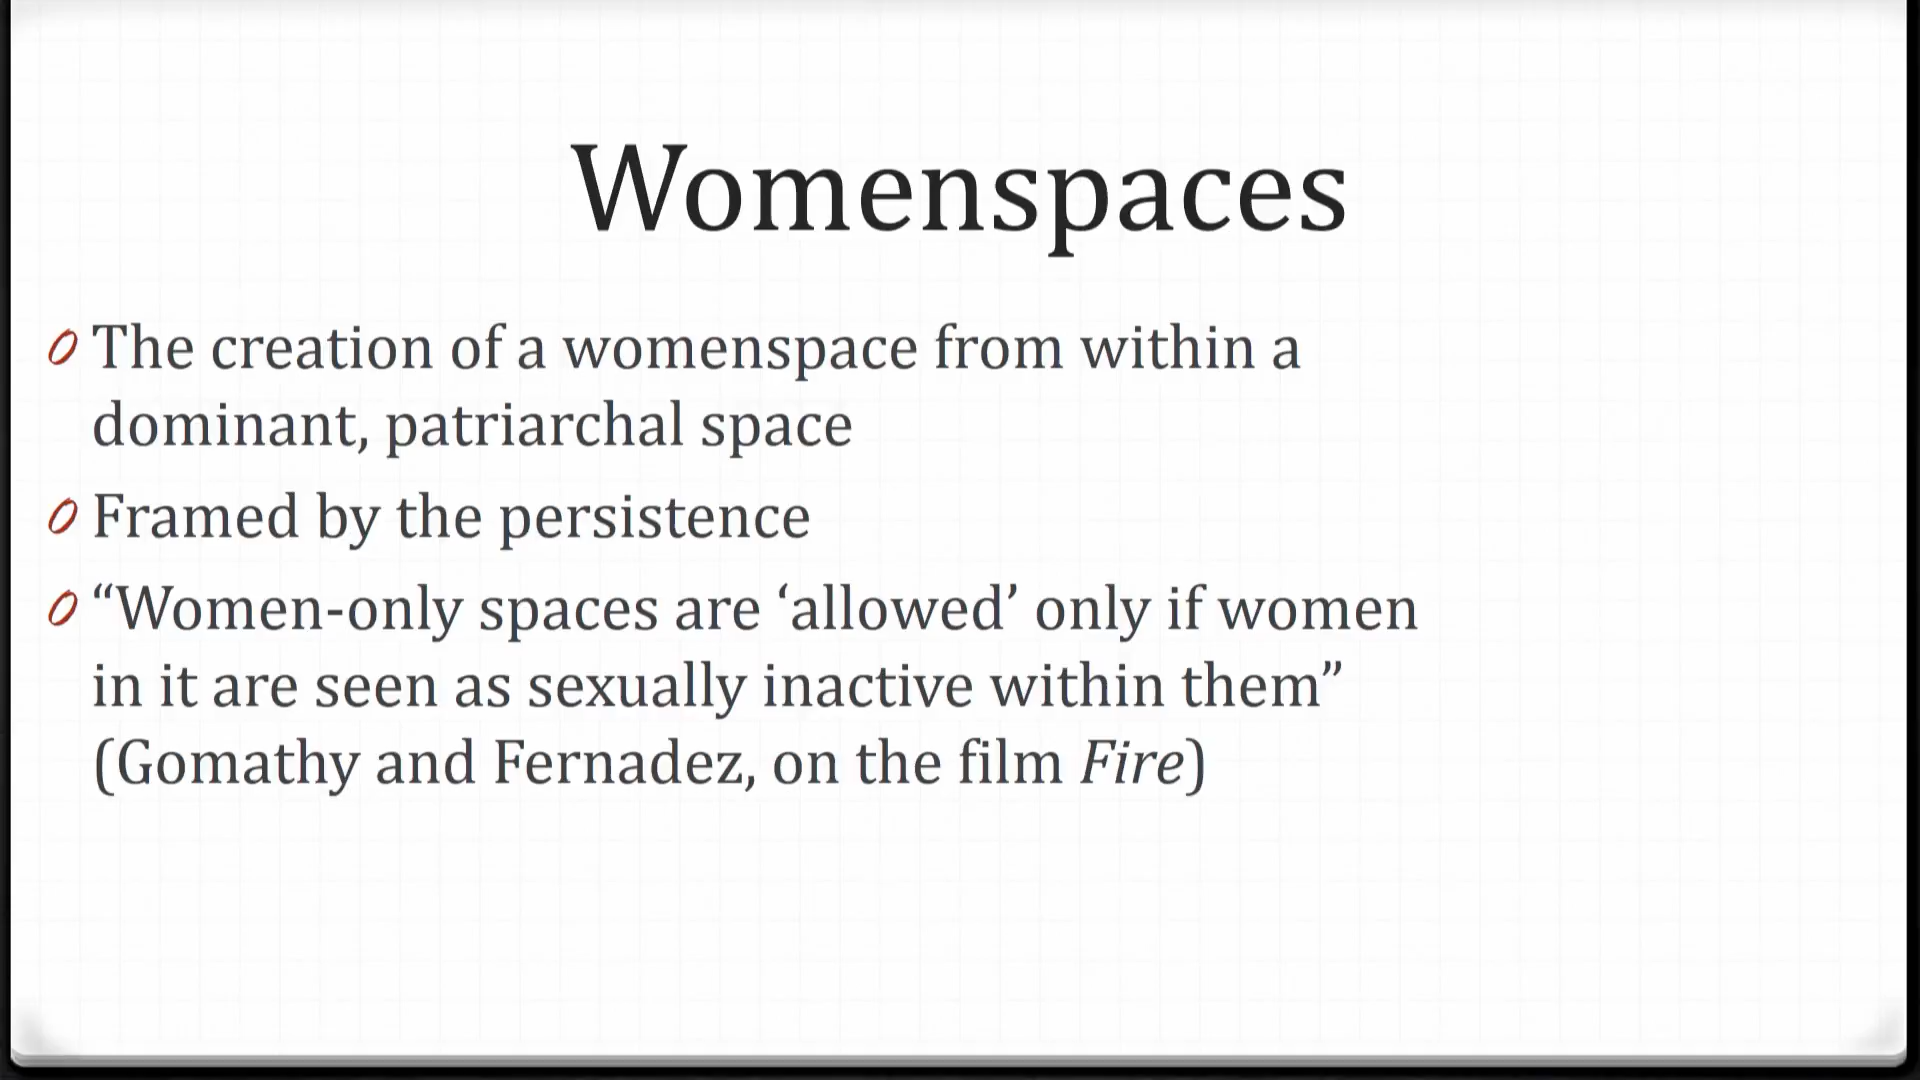 Womenspaces
The creation of a womenspace from within a
dominant, patriarchal space
Framed by the persistence
“Women-only spaces are ‘allowed’ only if women
in it are seen as sexually inactive within them”
(Gomathy and Fernadez, on the film Fire)